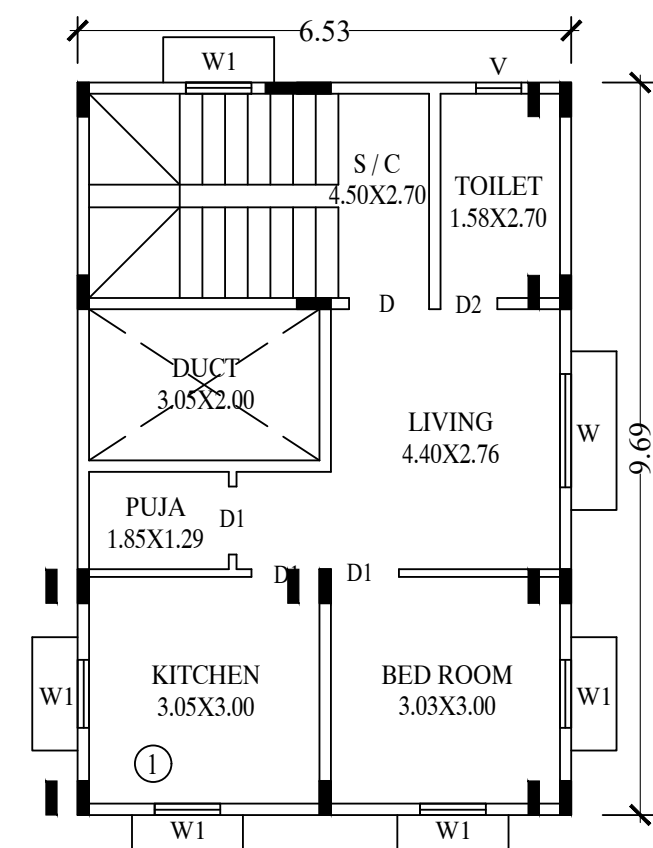 6.53
W1
V
S / C
4.50X2.70
TOILET
1.58X2.70
D
D2
DUCT
3.05X2.00
LIVING
4.40X2.76
W
9.69
PUJA
1.85X1.29
D1
D1
D1
KITCHEN
3.05X3.00
BED ROOM
3.03X3.00
W1
W1
1
W1
W1